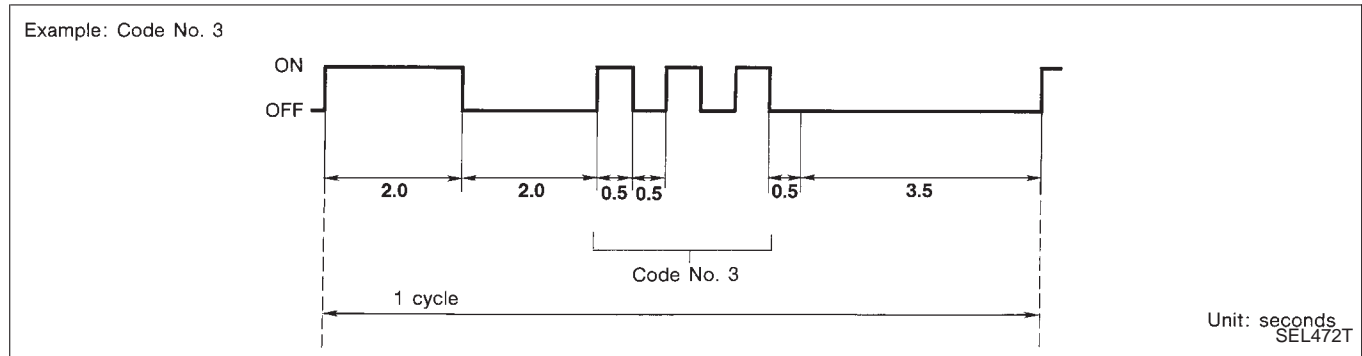 Example: Code No. 3
ON
OFF
2.0 2.0 0.5 0.5 0.5 3.5
Code No. 3
1 cycle
Unit: seconds
SEL472T